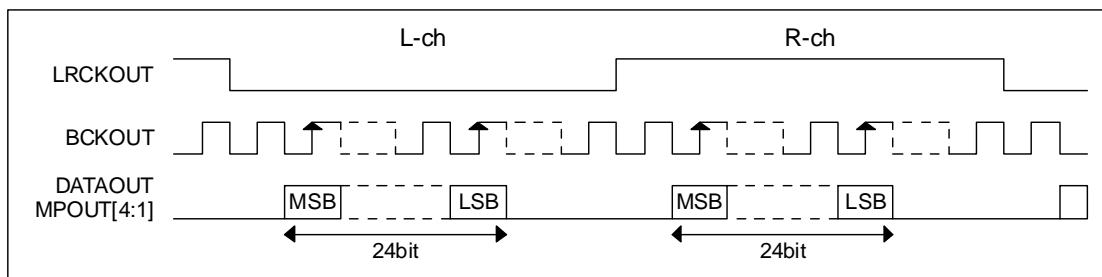 L-ch R-ch
LRCKOUT
BCKOUT
DATAOUT
MPOUT[4:1]
MSB LSB MSB LSB
24bit 24bit